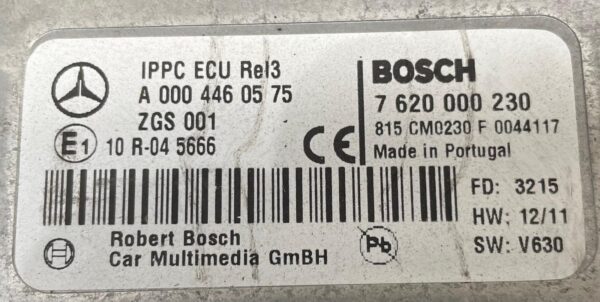 IPPC ECU Rel3
A 000 446 05 75
ZGS 001
E1 10 R-04 5666
CE
BOSCH
7 620 000 230
815 CM0230 F 0044117
Made in Portugal
FD: 3215
HW: 12/11
SW: V630
Robert Bosch
Car Multimedia GmBH
Pb